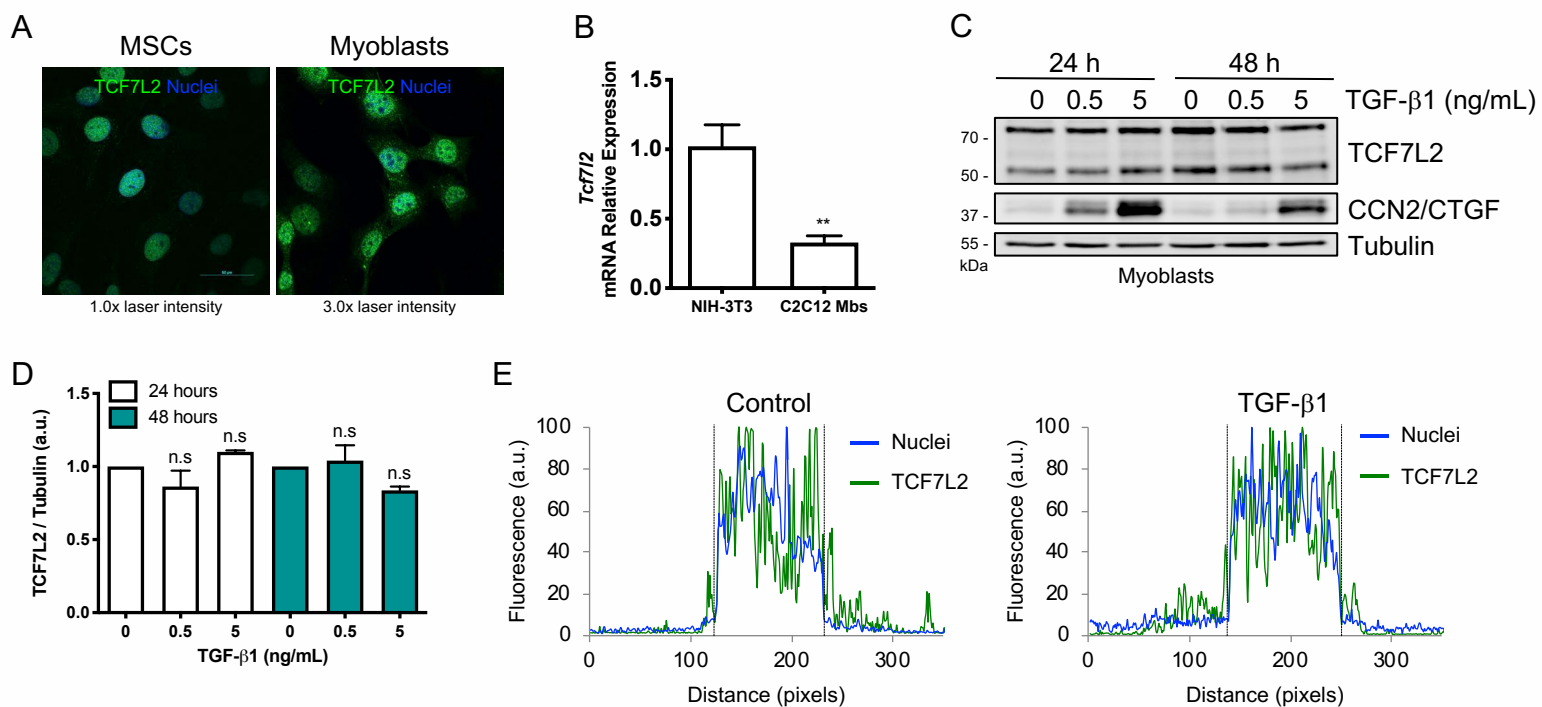 A
MSCs
Myoblasts
TCF7L2 Nuclei
TCF7L2 Nuclei
1.0x laser intensity
3.0x laser intensity
B
Tcf7l2
mRNA Relative Expression
1.5
1.0
0.5
0.0
**
NIH-3T3
C2C12 Mbs
C
24 h
48 h
0 0.5 5 0 0.5 5 TGF-β1 (ng/mL)
70 -
50 -
TCF7L2
37 -
CCN2/CTGF
55 -
Tubulin
kDa
Myoblasts
D
TCF7L2 / Tubulin (a.u.)
1.5
1.0
0.5
0.0
24 hours
48 hours
n.s
n.s
n.s
n.s
0 0.5 5 0 0.5 5
TGF-β1 (ng/mL)
E
Control
Fluorescence (a.u.)
100
80
60
40
20
0
0 100 200 300
Distance (pixels)
Nuclei
TCF7L2
TGF-β1
Fluorescence (a.u.)
100
80
60
40
20
0
0 100 200 300
Distance (pixels)
Nuclei
TCF7L2